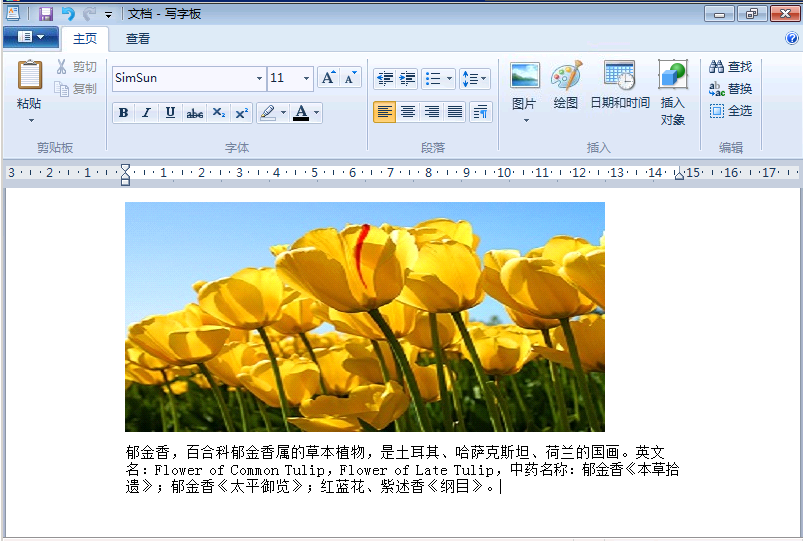 文档 - 写字板
主页 查看
粘贴
剪切
复制
剪贴板
SimSun 11
B I U abc X₂ X²
A
字体
段落
图片
绘图
日期和时间
插入
对象
插入
查找
替换
全选
编辑
3 2 1 1 2 3 4 5 6 7 8 9 10 11 12 13 14 15 16 17
郁金香，百合科郁金香属的草本植物，是土耳其、哈萨克斯坦、荷兰的国画。英文
名：Flower of Common Tulip，Flower of Late Tulip，中药名称：郁金香《本草拾
遗》；郁金香《太平御览》；红蓝花、紫述香《纲目》。